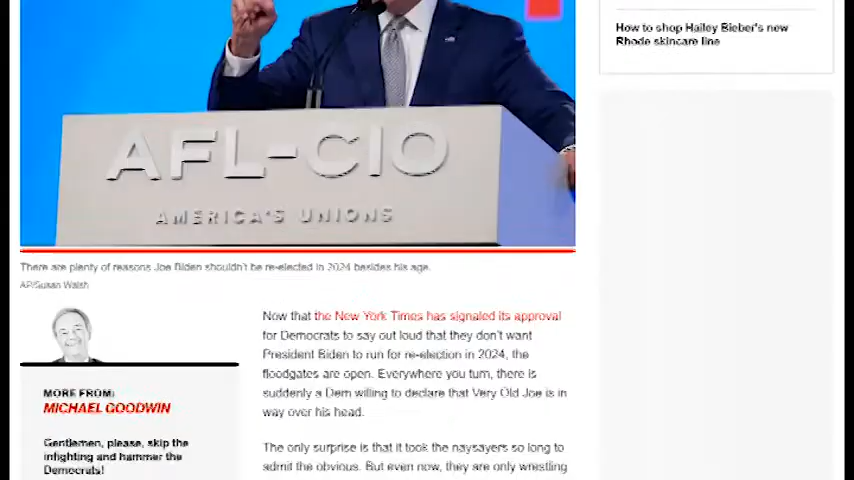 How to shop Hailey Bieber's new
Rhode skincare line
AFL-CIO
AMERICA'S UNIONS
There are plenty of reasons Joe Biden shouldn't be re-elected in 2024 besides his age.
AP/Susan Walsh
Now that the New York Times has signaled its approval
for Democrats to say out loud that they don't want
President Biden to run for re-election in 2024, the
floodgates are open. Everywhere you turn, there is
suddenly a Dem willing to declare that Very Old Joe is in
way over his head.
The only surprise is that it took the naysayers so long to
admit the obvious. But even now, they are only wrestling
MORE FROM:
MICHAEL GOODWIN
Gentlemen, please, skip the
infighting and hammer the
Democrats!